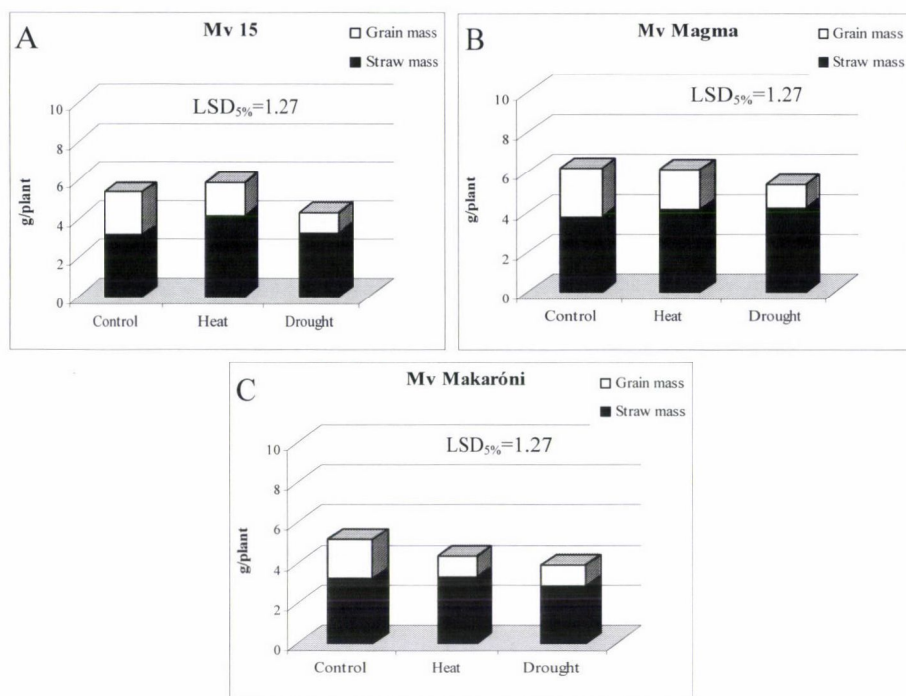 A
Mv 15
Grain mass
Straw mass
LSD5%=1.27
g/plant
10
8
6
4
2
0
Control Heat Drought
B
Mv Magma
Grain mass
Straw mass
LSD5%=1.27
g/plant
10
8
6
4
2
0
Control Heat Drought
C
Mv Makaróni
Grain mass
Straw mass
LSD5%=1.27
g/plant
10
8
6
4
2
0
Control Heat Drought